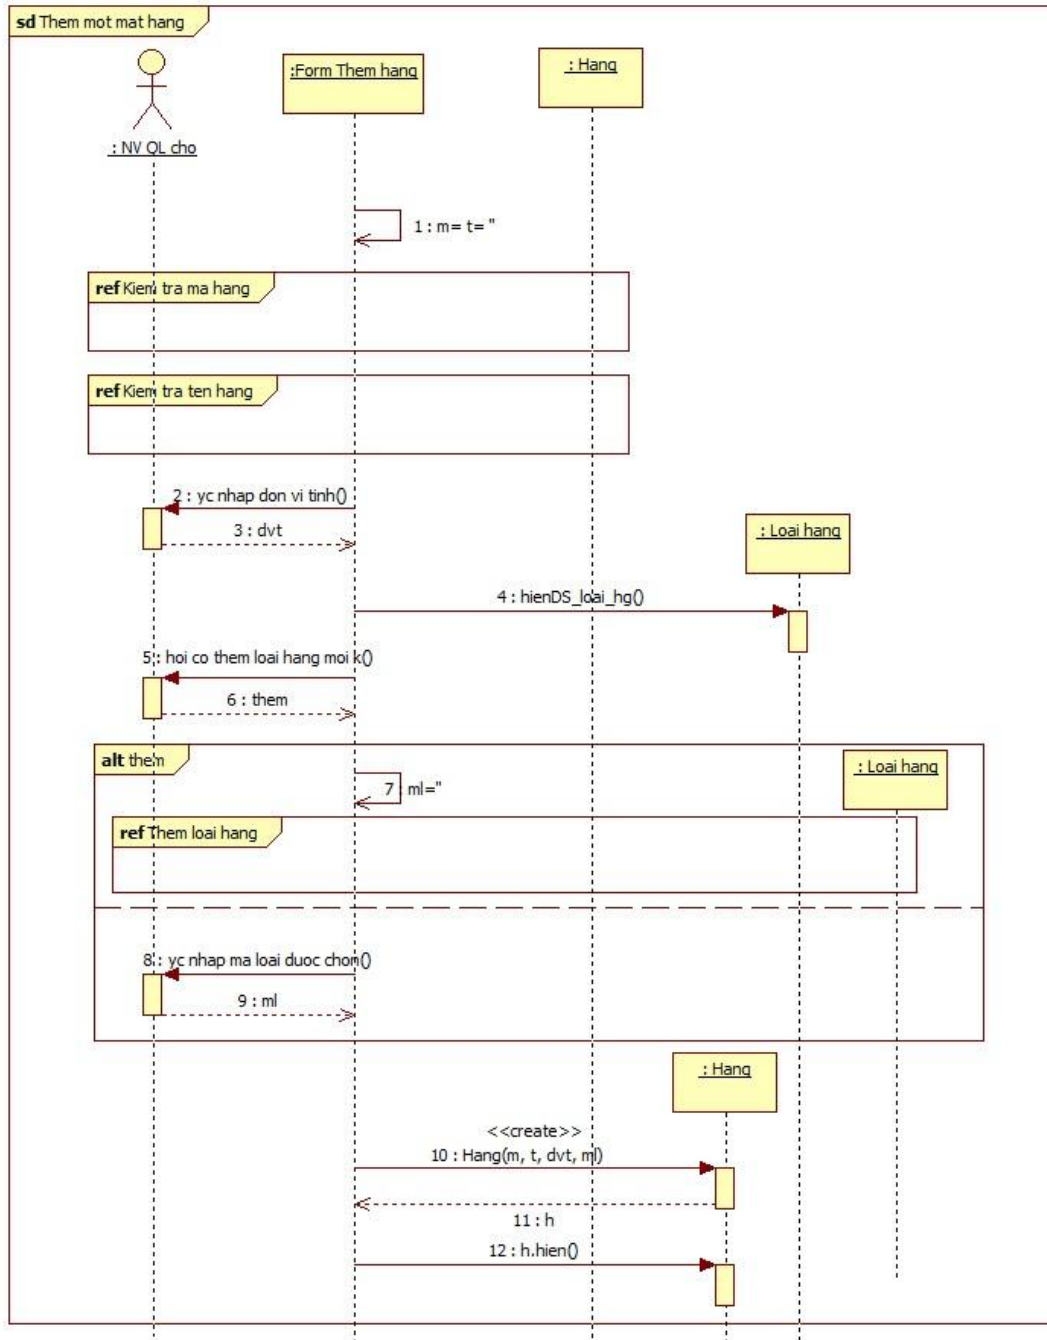 sd Them mot mat hang
:Form Them hang
: Hang
: NV QL cho
1 : m= t= ''
ref Kiem tra ma hang
ref Kiem tra ten hang
2 : yc nhap don vi tinh()
3 : dvt
: Loai hang
4 : hienDS_loai_hg()
5 : hoi co them loai hang moi k()
6 : them
alt them
: Loai hang
7 ml=''
ref Them loai hang
8 : yc nhap ma loai duoc chon()
9 : ml
: Hang
<<create>>
10 : Hang(m, t, dvt, ml)
11 : h
12 : h.hien()